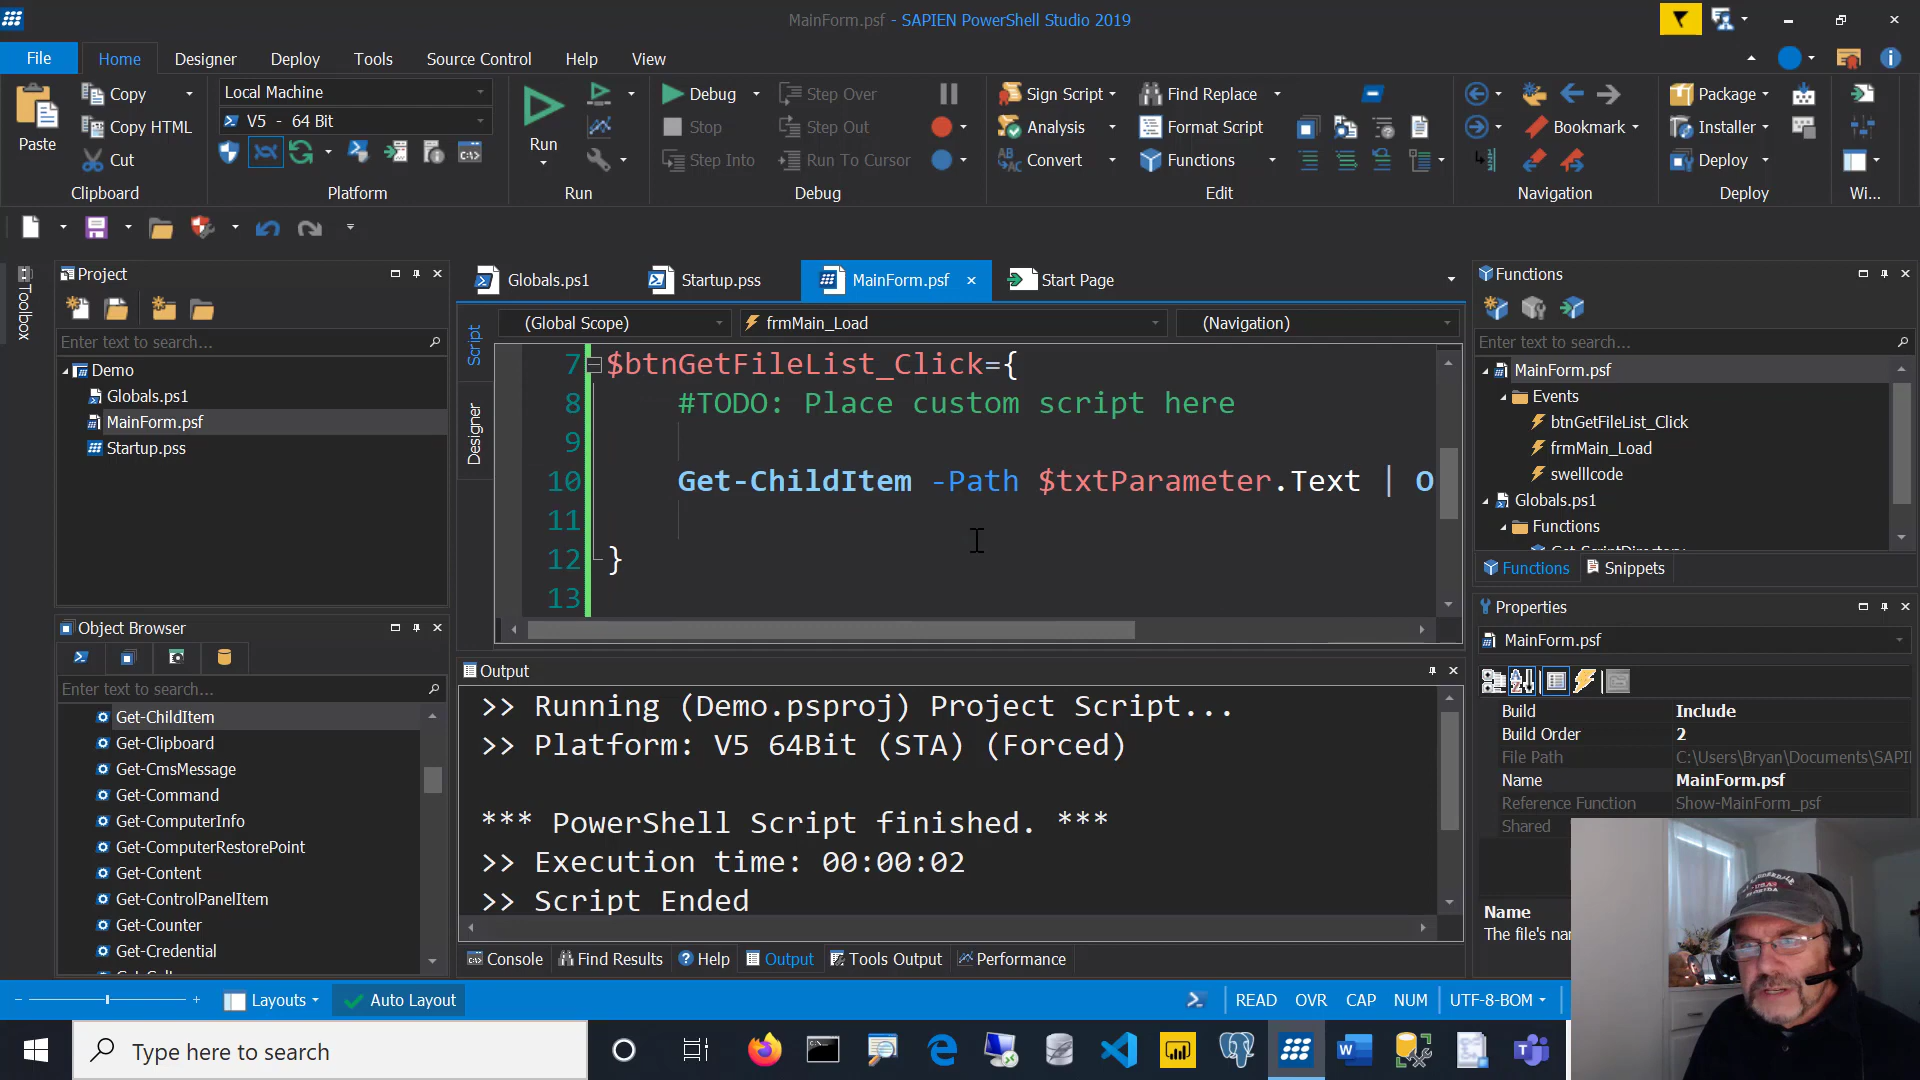 MainForm.psf - SAPIEN PowerShell Studio 2019
File
Home
Designer
Deploy
Tools
Source Control
Help
View
Paste
Copy
Copy HTML
Cut
Clipboard
Local Machine
V5 - 64 Bit
Platform
Run
Run
Debug
Stop
Step Into
Step Over
Step Out
Run To Cursor
Debug
Sign Script
Analysis
Convert
Find Replace
Format Script
Functions
Edit
Bookmark
Navigation
Package
Installer
Deploy
Deploy
Wi...
Toolbox
Project
Enter text to search...
Demo
Globals.ps1
MainForm.psf
Startup.pss
Object Browser
Enter text to search...
Get-ChildItem
Get-Clipboard
Get-CmsMessage
Get-Command
Get-ComputerInfo
Get-ComputerRestorePoint
Get-Content
Get-ControlPanelItem
Get-Counter
Get-Credential
Globals.ps1
Startup.pss
MainForm.psf
Start Page
Script
Designer
(Global Scope)
frmMain_Load
(Navigation)
7 $btnGetFileList_Click={
8 #TODO: Place custom script here
9
10 Get-ChildItem -Path $txtParameter.Text | O
11
12 }
13
Output
>> Running (Demo.psproj) Project Script...
>> Platform: V5 64Bit (STA) (Forced)
*** PowerShell Script finished. ***
>> Execution time: 00:00:02
>> Script Ended
Console
Find Results
Help
Output
Tools Output
Performance
Functions
Enter text to search...
MainForm.psf
Events
btnGetFileList_Click
frmMain_Load
swelllcode
Globals.ps1
Functions
Get-ScriptDirectory
Functions
Snippets
Properties
MainForm.psf
Build Include
Build Order 2
File Path C:\Users\Bryan\Documents\SAPI
Name MainForm.psf
Reference Function Show-MainForm_psf
Shared
Name
The file's na
Layouts
Auto Layout
READ
OVR
CAP
NUM
UTF-8-BOM
Type here to search